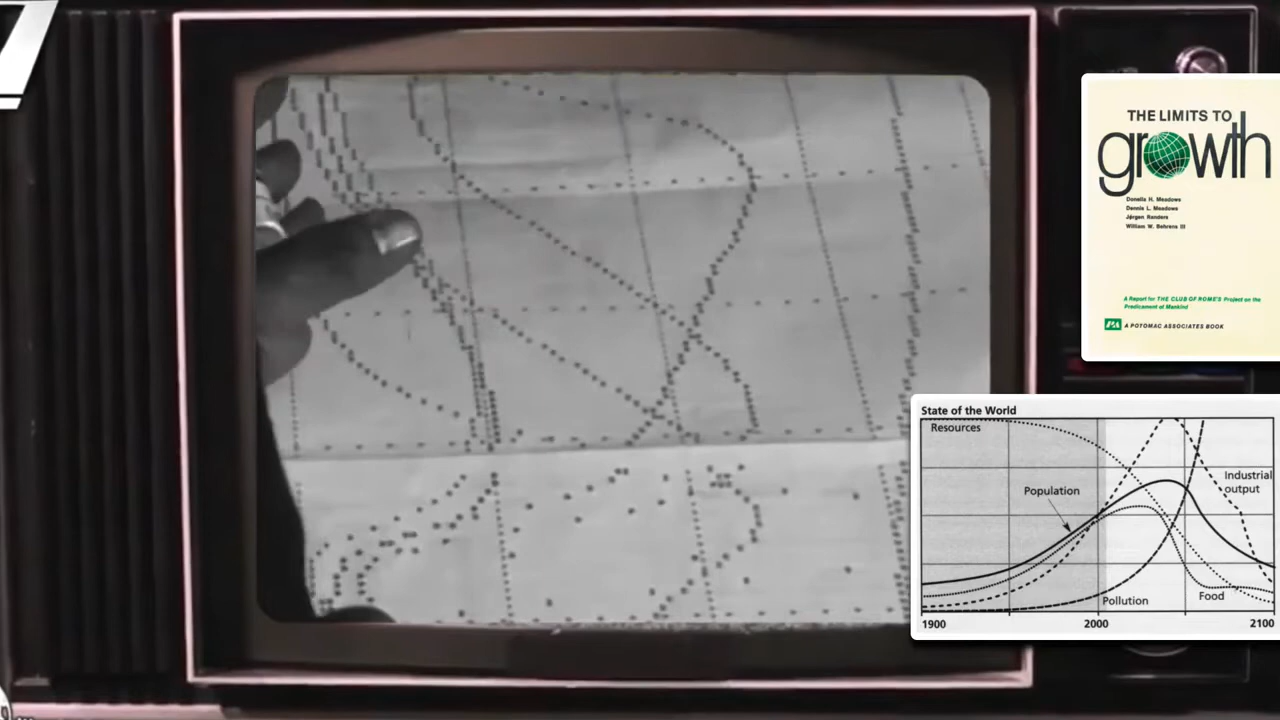 THE LIMITS TO
growth
Donella H. Meadows
Dennis L. Meadows
Jørgen Randers
William W. Behrens III
A Report for THE CLUB OF ROME'S Project on the
Predicament of Mankind
PA A POTOMAC ASSOCIATES BOOK
State of the World
Resources
Population
Industrial
output
Pollution
Food
1900 2000 2100